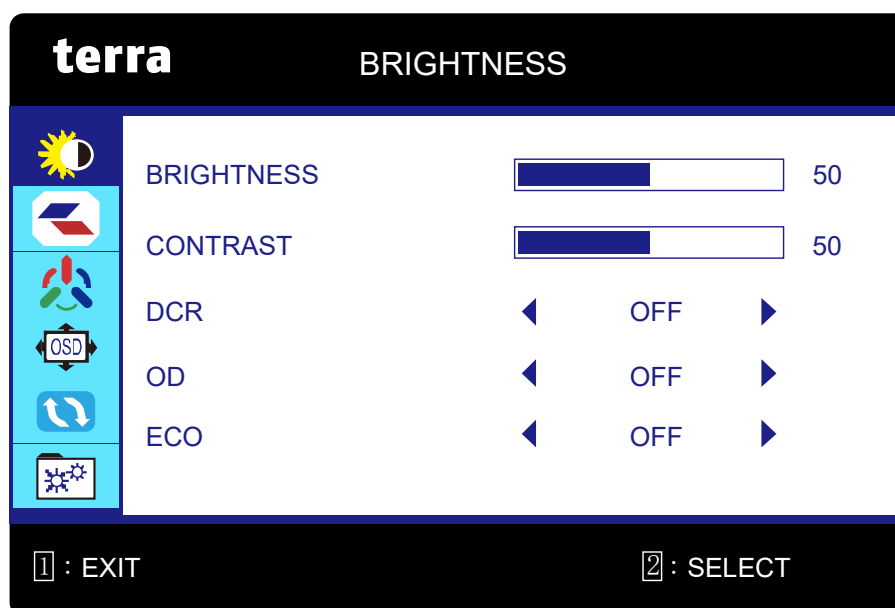 terra BRIGHTNESS
BRIGHTNESS 50
CONTRAST 50
DCR OFF
OD OFF
OSD
ECO OFF
1 : EXIT 2 : SELECT